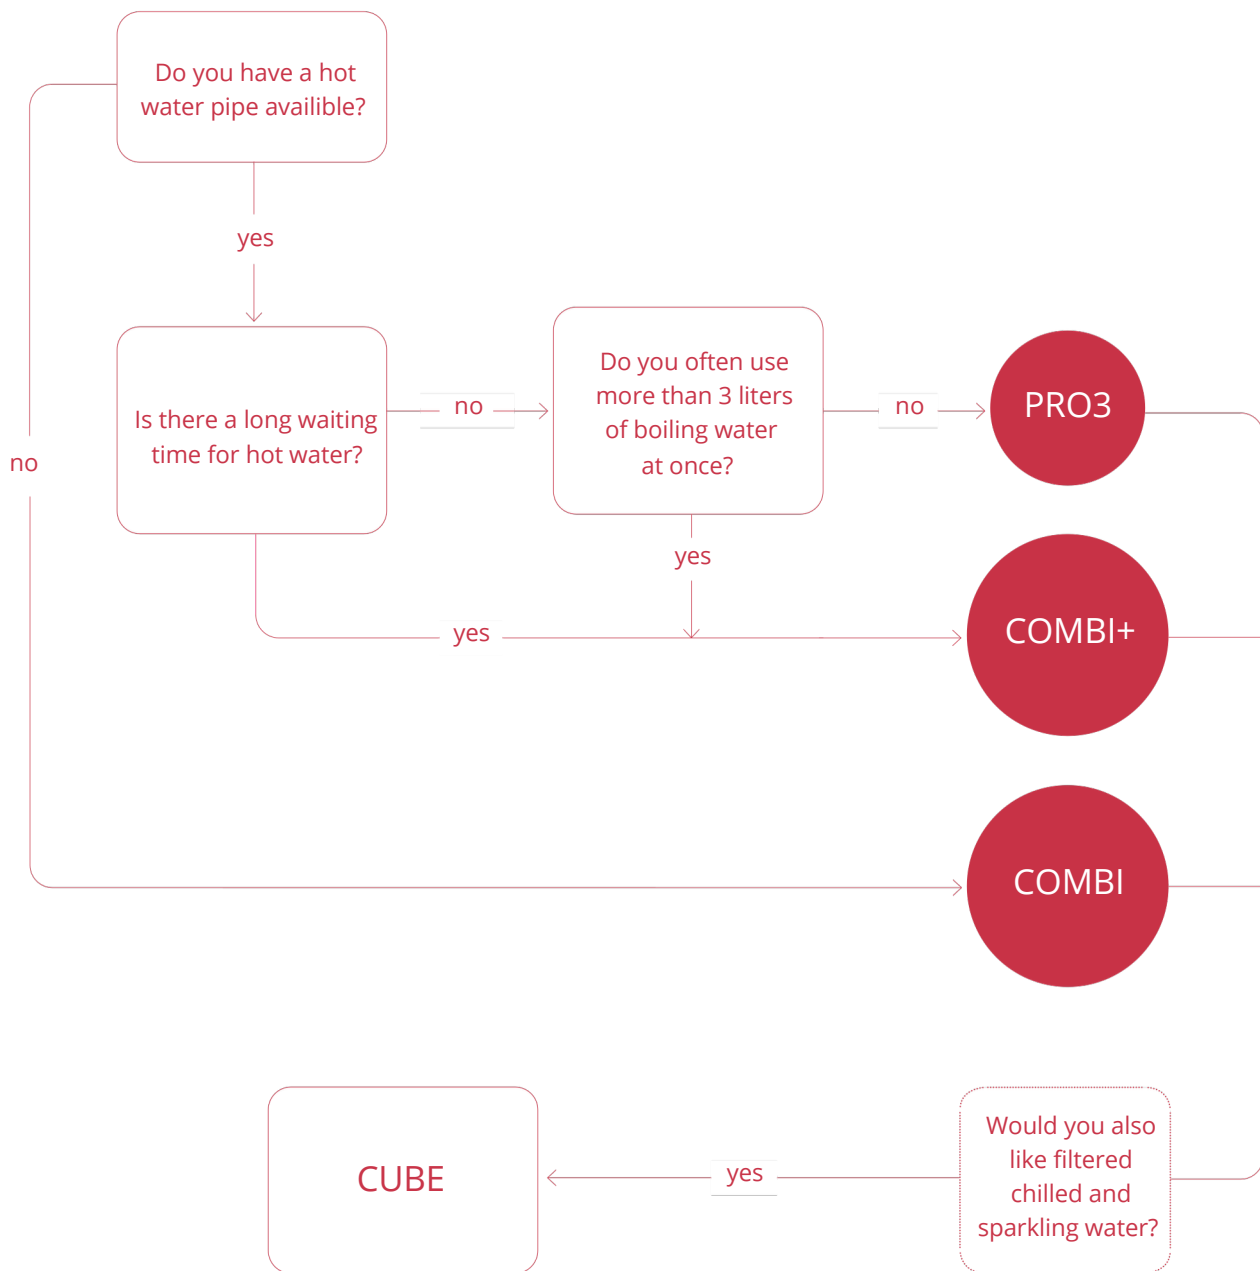 Do you have a hot
water pipe availible?
yes
Is there a long waiting
time for hot water?
no
Do you often use
more than 3 liters
of boiling water
at once?
no
PRO3
no
yes
yes
COMBI+
COMBI
Would you also
like filtered
chilled and
sparkling water?
yes
CUBE